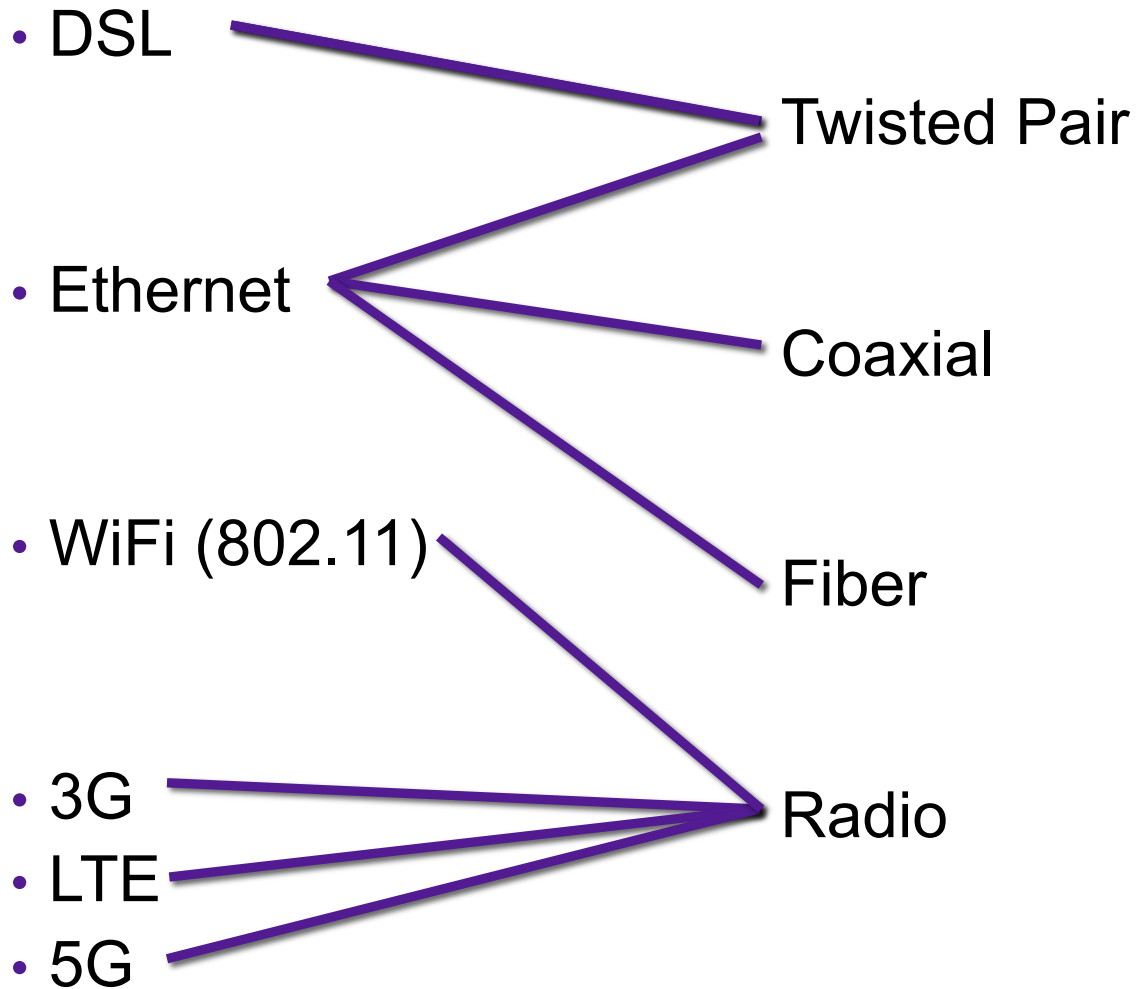 • DSL
Twisted Pair
• Ethernet
Coaxial
• WiFi (802.11)
Fiber
• 3G
Radio
• LTE
• 5G